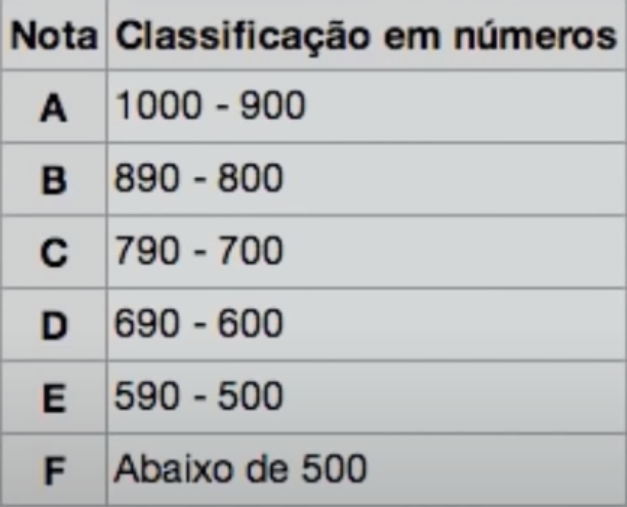 Nota Classificação em números
A 1000 - 900
B 890 - 800
C 790 - 700
D 690 - 600
E 590 - 500
F Abaixo de 500